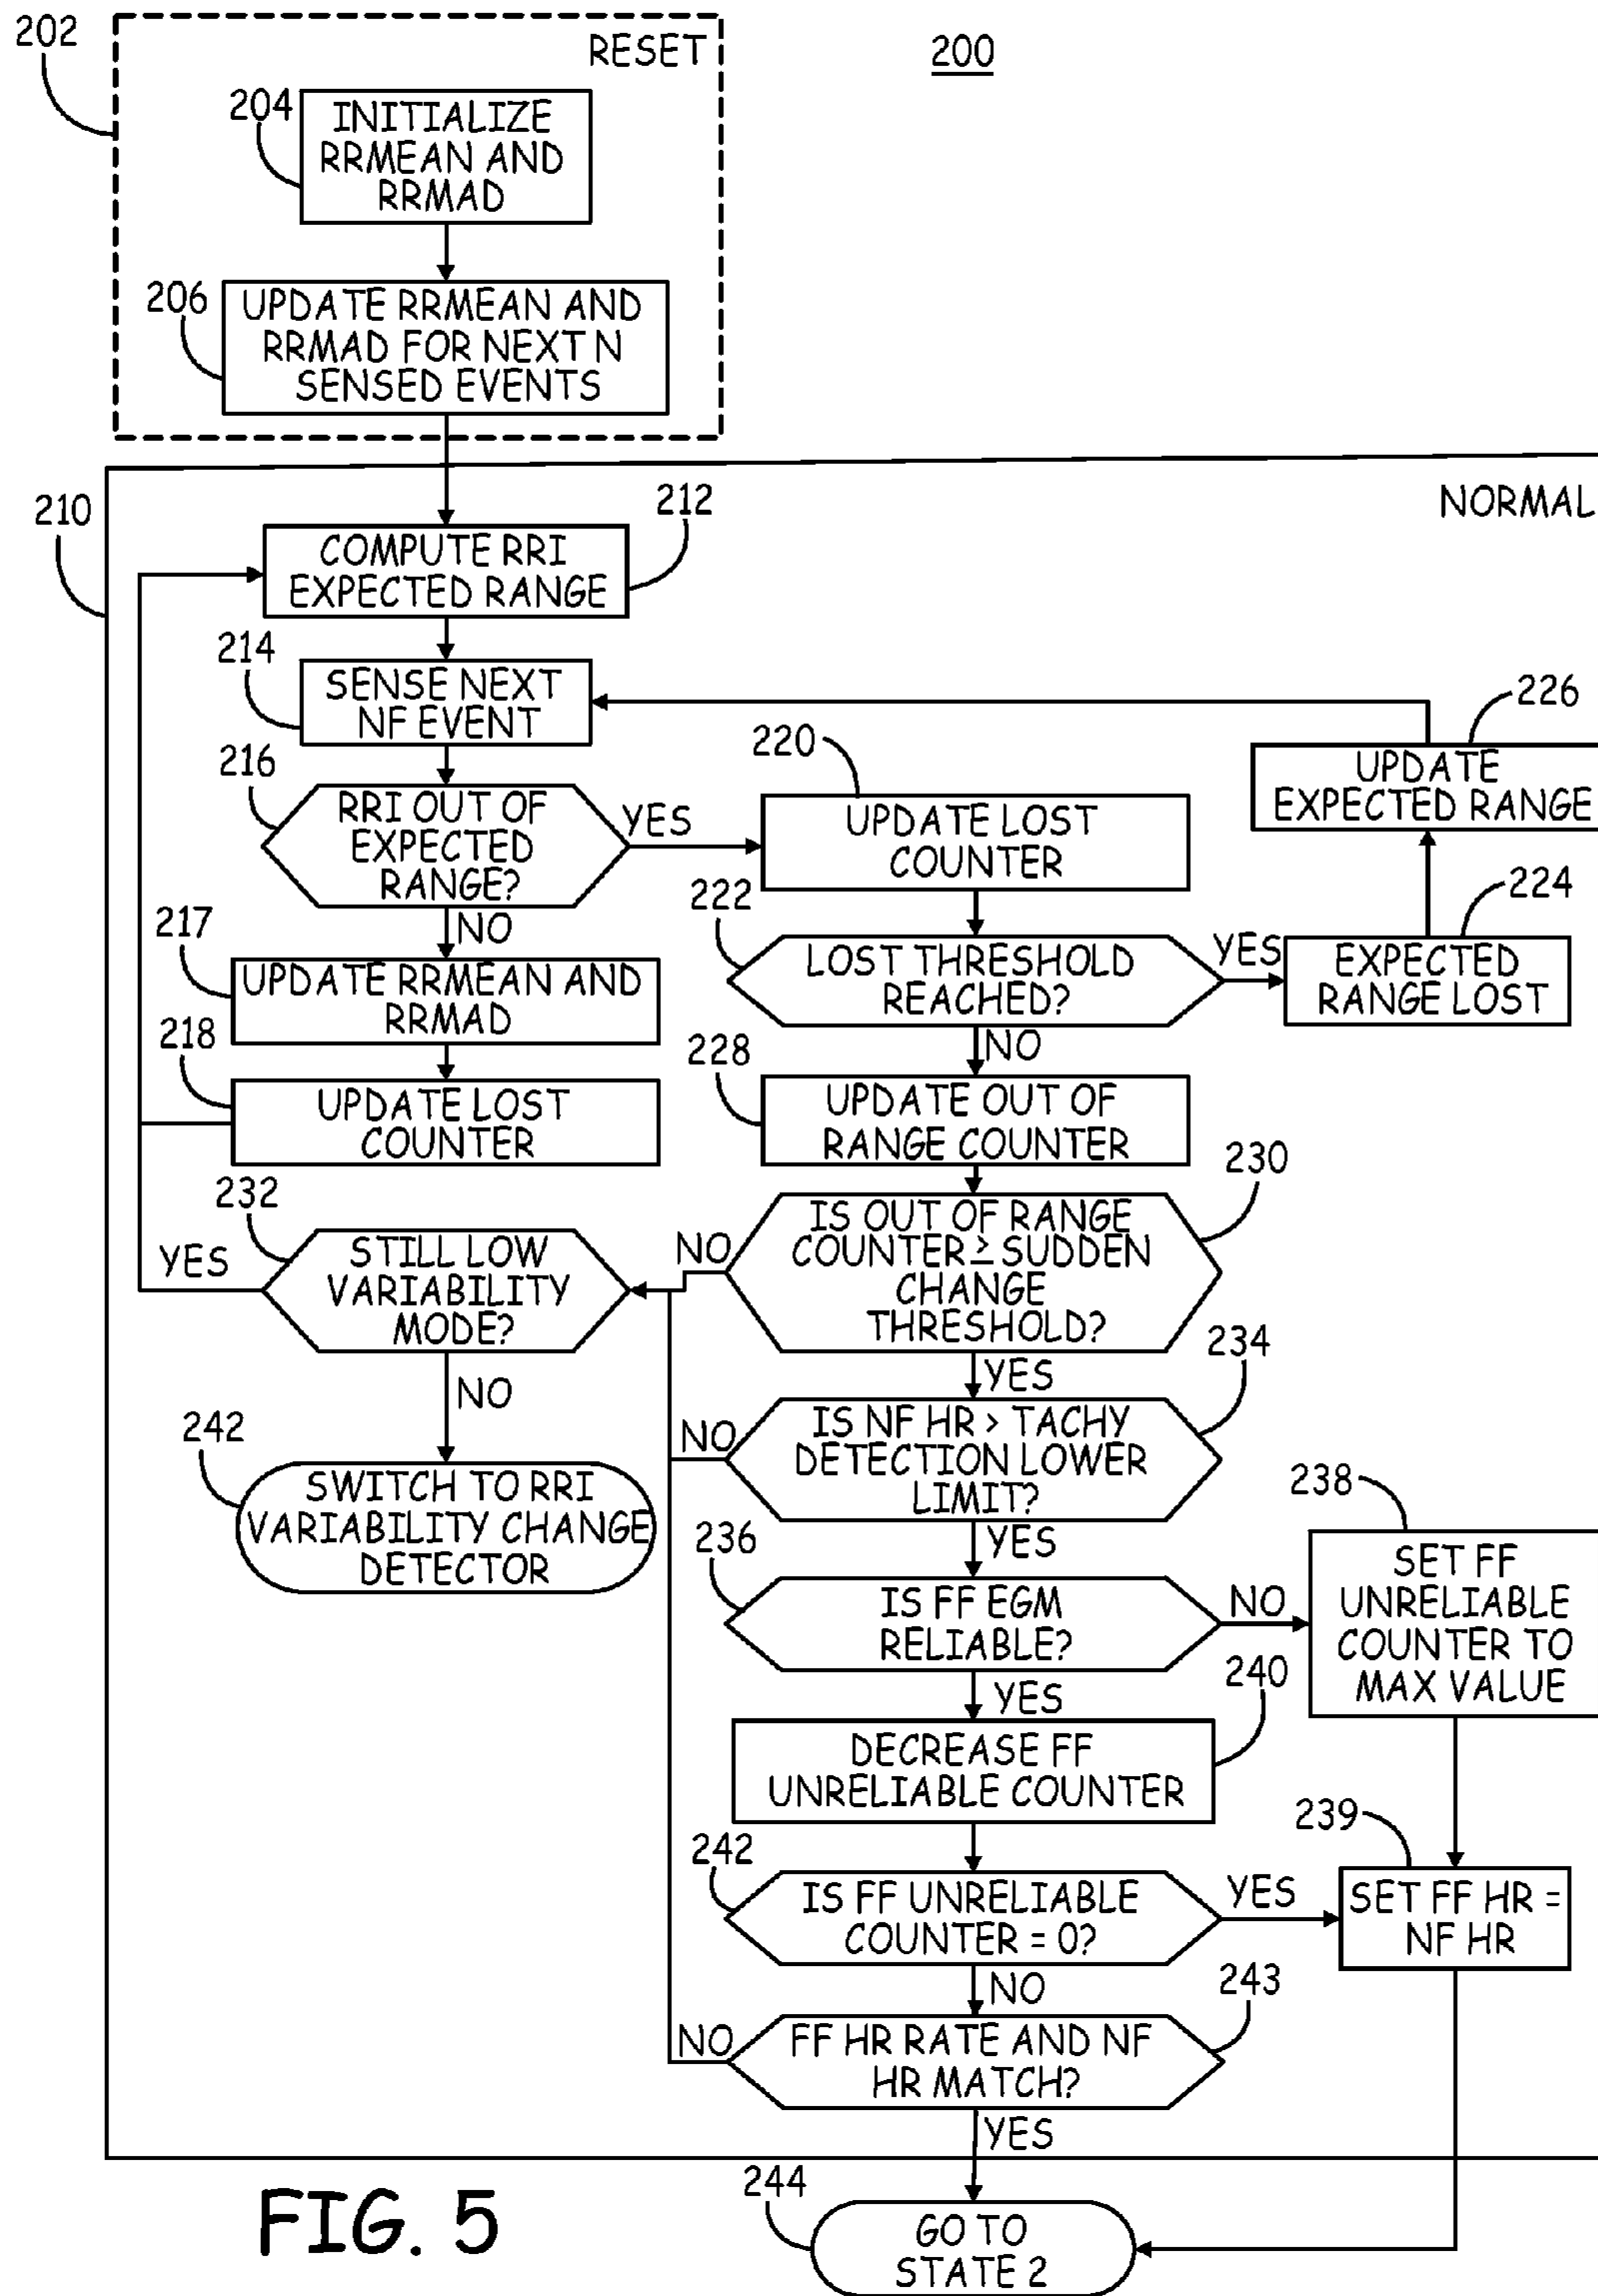 202
RESET
200
204
INITIALIZE
RRMEAN AND
RRMAD
206
UPDATE RRMEAN AND
RRMAD FOR NEXT N
SENSED EVENTS
210
NORMAL
212
COMPUTE RRI
EXPECTED RANGE
214
SENSE NEXT
NF EVENT
216
RRI OUT OF
EXPECTED
RANGE?
YES
NO
217
UPDATE RRMEAN AND
RRMAD
218
UPDATE LOST
COUNTER
220
UPDATE LOST
COUNTER
222
LOST THRESHOLD
REACHED?
YES
NO
224
EXPECTED
RANGE LOST
226
UPDATE
EXPECTED RANGE
228
UPDATE OUT OF
RANGE COUNTER
230
IS OUT OF RANGE
COUNTER ≥ SUDDEN
CHANGE
THRESHOLD?
NO
YES
232
STILL LOW
VARIABILITY
MODE?
YES
NO
242
SWITCH TO RRI
VARIABILITY CHANGE
DETECTOR
234
IS NF HR > TACHY
DETECTION LOWER
LIMIT?
NO
YES
236
IS FF EGM
RELIABLE?
NO
YES
238
SET FF
UNRELIABLE
COUNTER TO
MAX VALUE
240
DECREASE FF
UNRELIABLE COUNTER
239
SET FF HR =
NF HR
242
IS FF UNRELIABLE
COUNTER = 0?
YES
NO
243
FF HR RATE AND NF
HR MATCH?
NO
YES
244
GO TO
STATE 2
FIG. 5